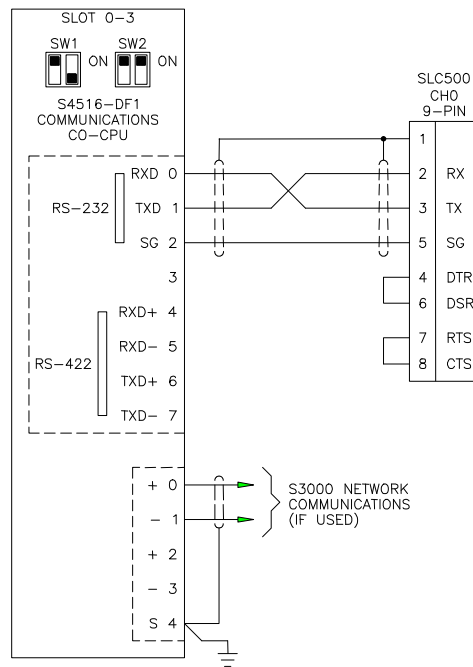 SLOT 0-3
SW1 SW2
ON ON
S4516-DF1
COMMUNICATIONS
CO-CPU
SLC500
CH0
9-PIN
1
RXD 0
2 RX
RS-232
TXD 1
3 TX
SG 2
5 SG
3
4 DTR
6 DSR
RXD+ 4
7 RTS
RXD- 5
8 CTS
RS-422
TXD+ 6
TXD- 7
+ 0
- 1
+ 2
- 3
S 4
S3000 NETWORK
COMMUNICATIONS
(IF USED)